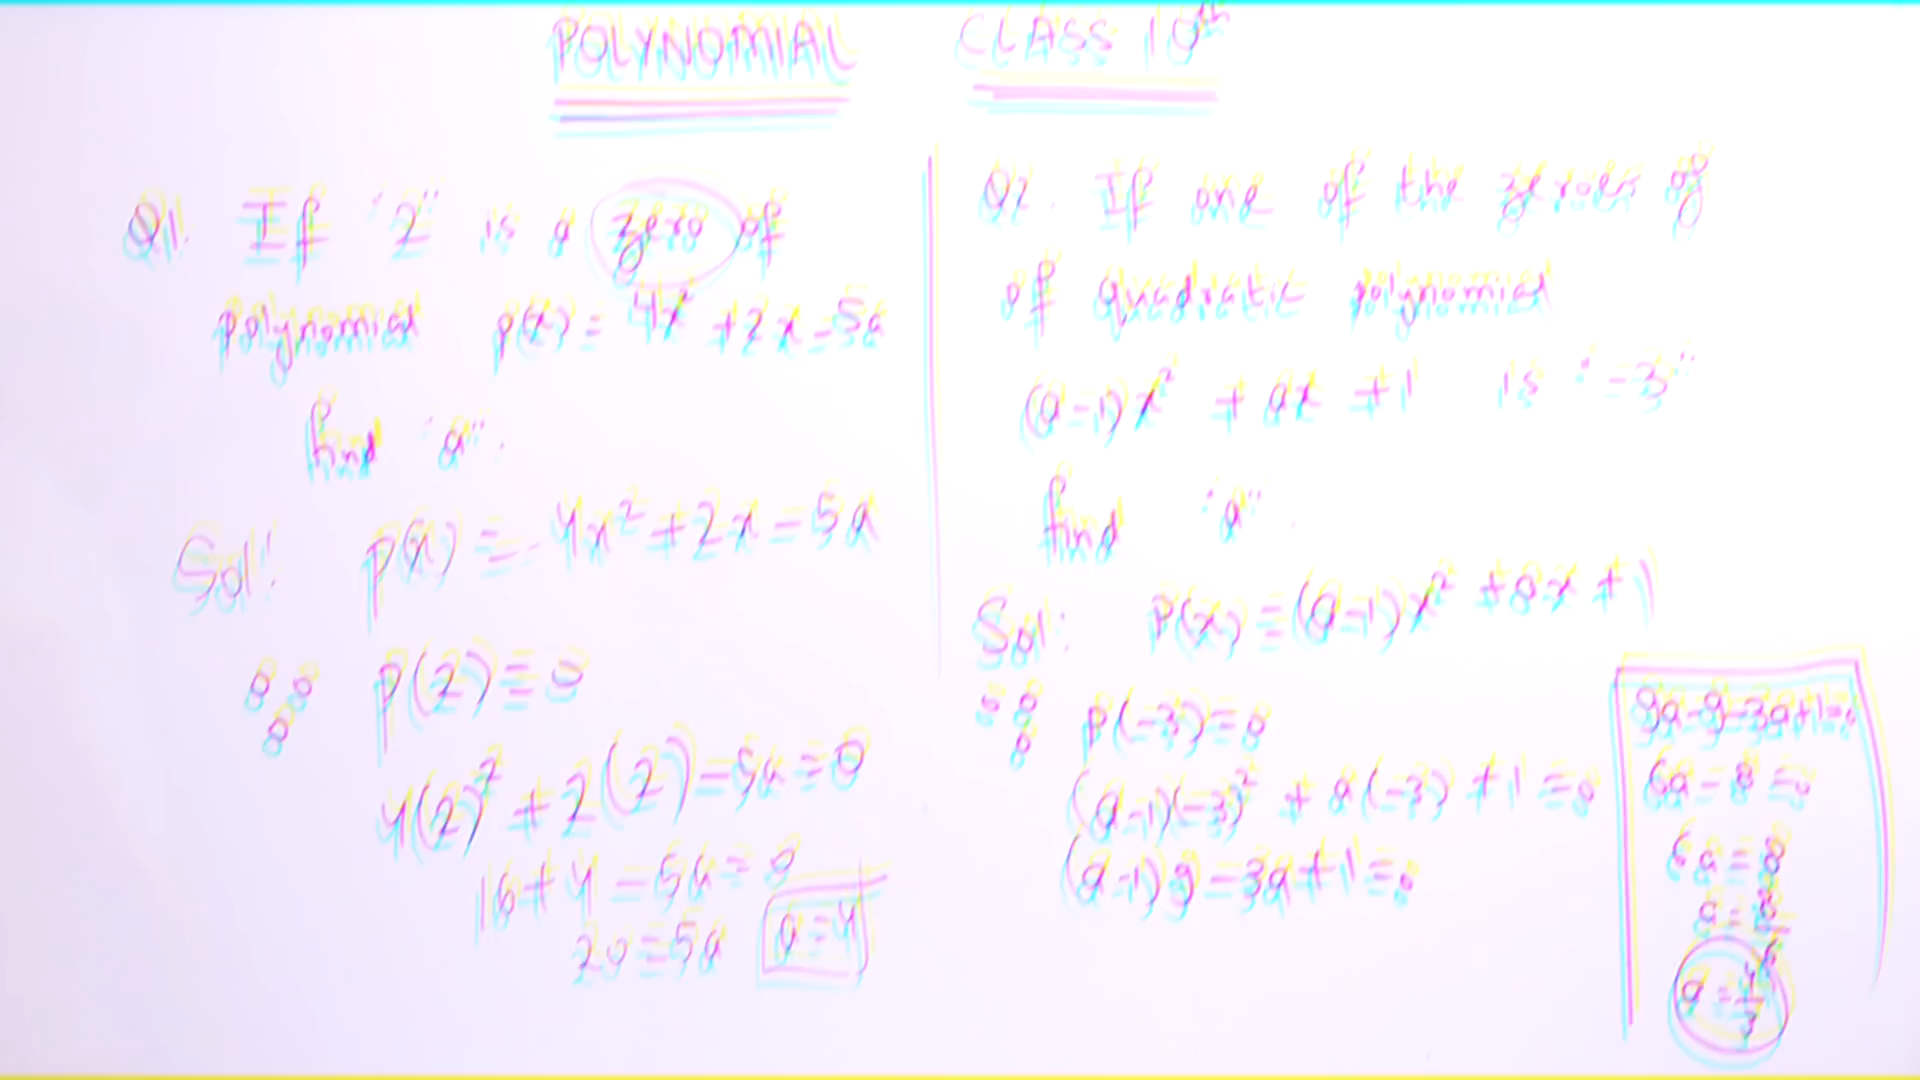 POLYNOMIAL CLASS 10th
Q1. If "2" is a zero of
polynomial p(x) = 4x² + 2x - 5a
find "a".
Sol: p(x) = 4x² + 2x - 5a
∵ p(2) = 0
4(2)² + 2(2) - 5a = 0
16 + 4 - 5a = 0
20 = 5a a = 4
Q2. If one of the zeroes of
of quadratic polynomial
(a-1)x² + ax + 1 is "-3"
find "a".
Sol: P(x) = (a-1)x² + ax + 1
∵ p(-3) = 0
(a-1)(-3)² + a(-3) + 1 = 0
(a-1)9 - 3a + 1 = 0
9a - 9 - 3a + 1 = 0
6a - 8 = 0
6a = 8
a = 8/6
a = 4/3